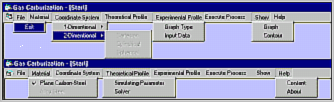 Gas Carburization - [Start]
File Material Coordinate System Theoretical Profile Experimental Profile Execute Process Show Help
Exit 1-Dimentional Graph Type Graph
2-Dimentional Input Data Contour
Gas Carburization - [Start]
File Material Coordinate System Theoretical Profile Experimental Profile Execute Process Show Help
Plane Carbon-Steel Simulating Parameter Content
Solver About